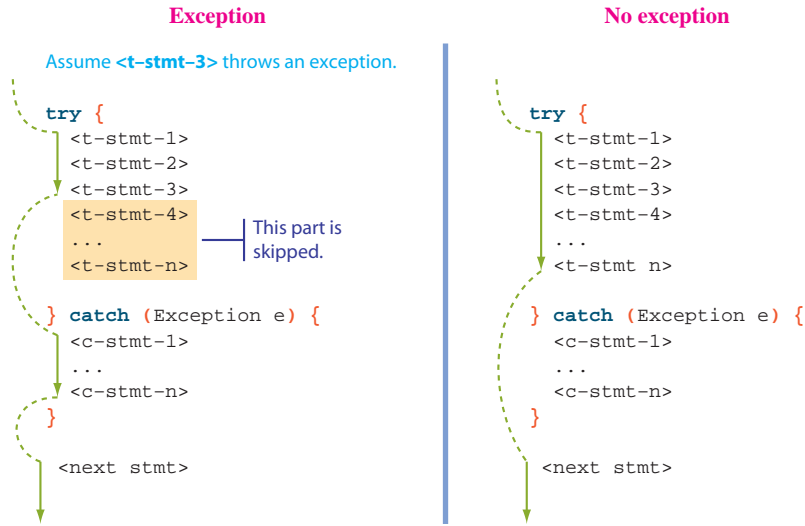 Exception
Assume <t–stmt–3> throws an exception.
try {
<t–stmt–1>
<t–stmt–2>
<t–stmt–3>
<t–stmt–4>
...
<t–stmt–n>
This part is
skipped.
} catch (Exception e) {
<c–stmt–1>
...
<c–stmt–n>
}
<next stmt>
No exception
try {
<t–stmt–1>
<t–stmt–2>
<t–stmt–3>
<t–stmt–4>
...
<t–stmt n>
} catch (Exception e) {
<c–stmt–1>
...
<c–stmt–n>
}
<next stmt>